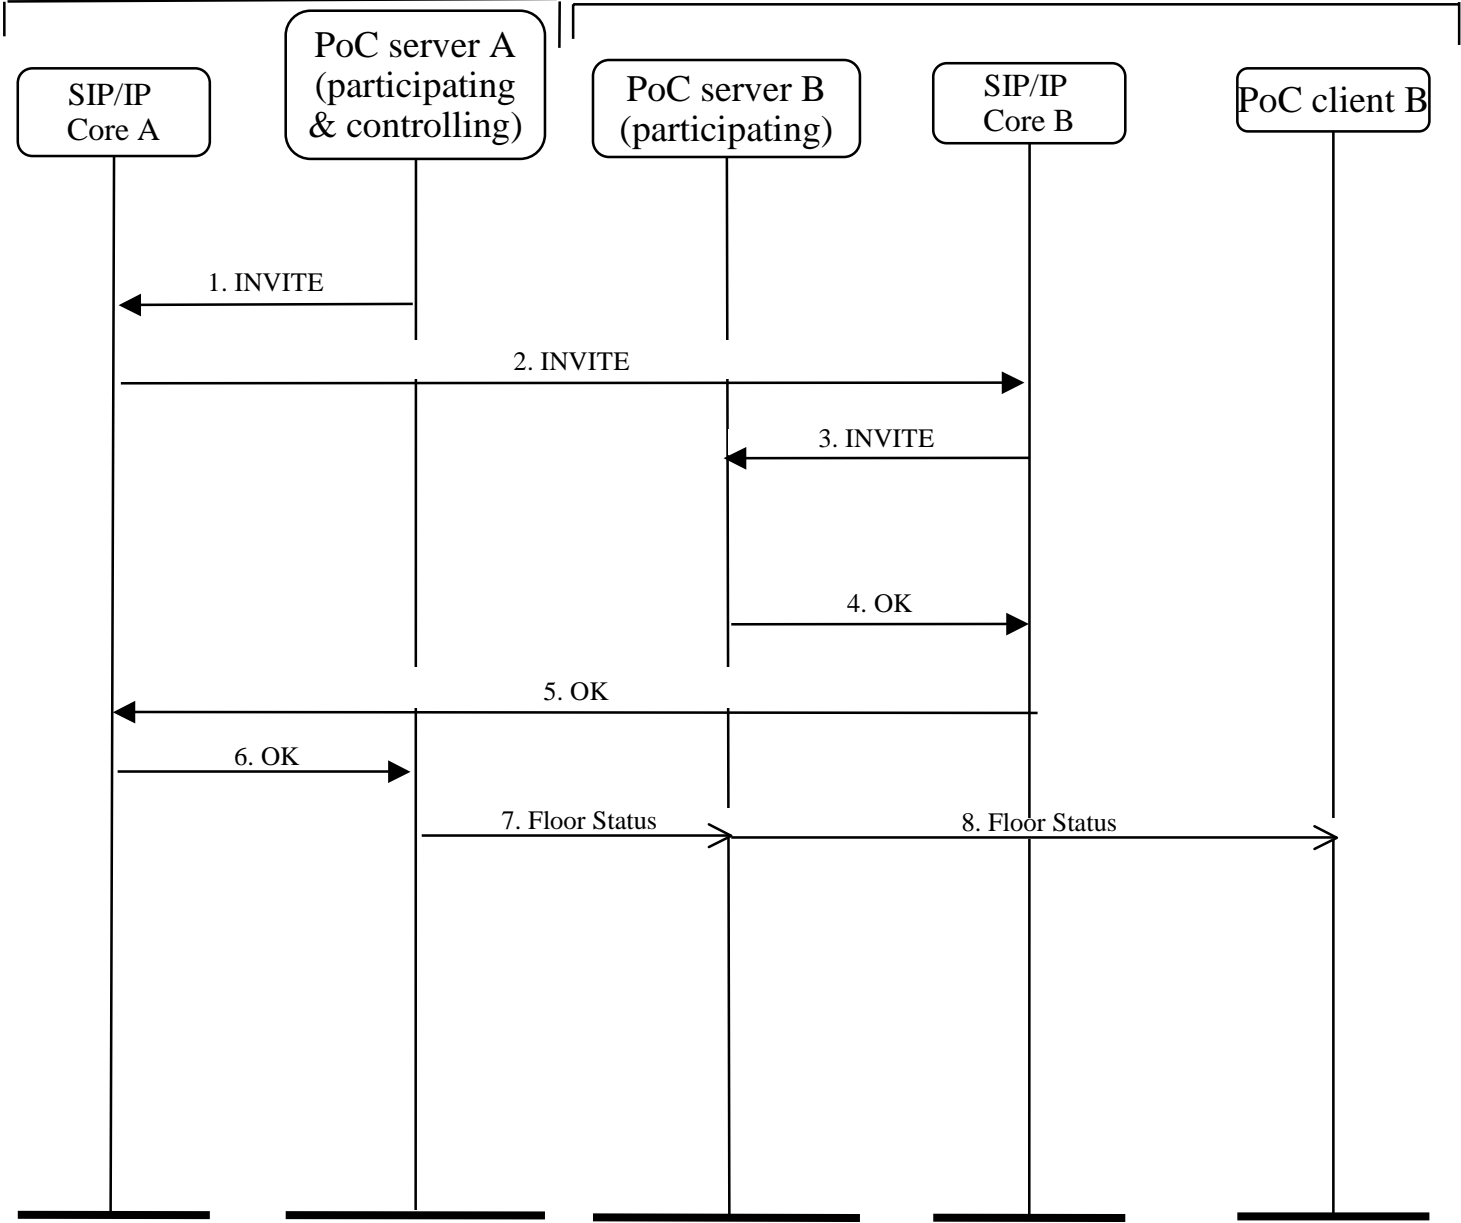 SIP/IP
Core A
PoC server A
(participating
& controlling)
PoC server B
(participating)
SIP/IP
Core B
PoC client B
1. INVITE
2. INVITE
3. INVITE
4. OK
5. OK
6. OK
7. Floor Status
8. Floor Status